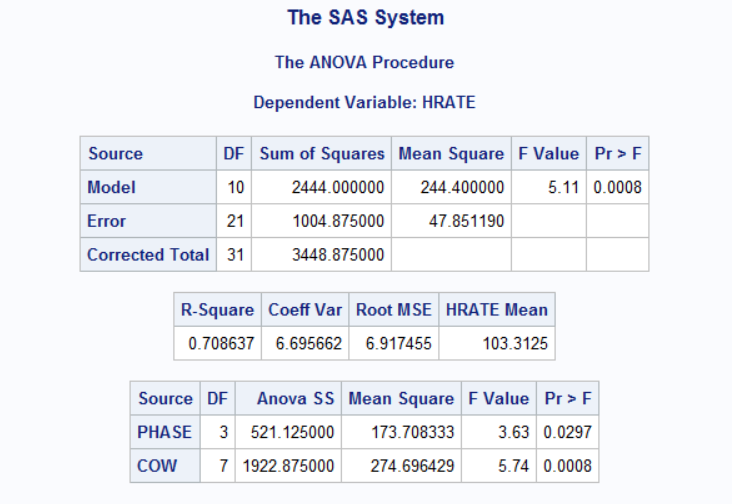 The SAS System
The ANOVA Procedure
Dependent Variable: HRATE
Source DF Sum of Squares Mean Square F Value Pr > F
Model 10 2444.000000 244.400000 5.11 0.0008
Error 21 1004.875000 47.851190
Corrected Total 31 3448.875000
R-Square Coeff Var Root MSE HRATE Mean
0.708637 6.695662 6.917455 103.3125
Source DF Anova SS Mean Square F Value Pr > F
PHASE 3 521.125000 173.708333 3.63 0.0297
COW 7 1922.875000 274.696429 5.74 0.0008